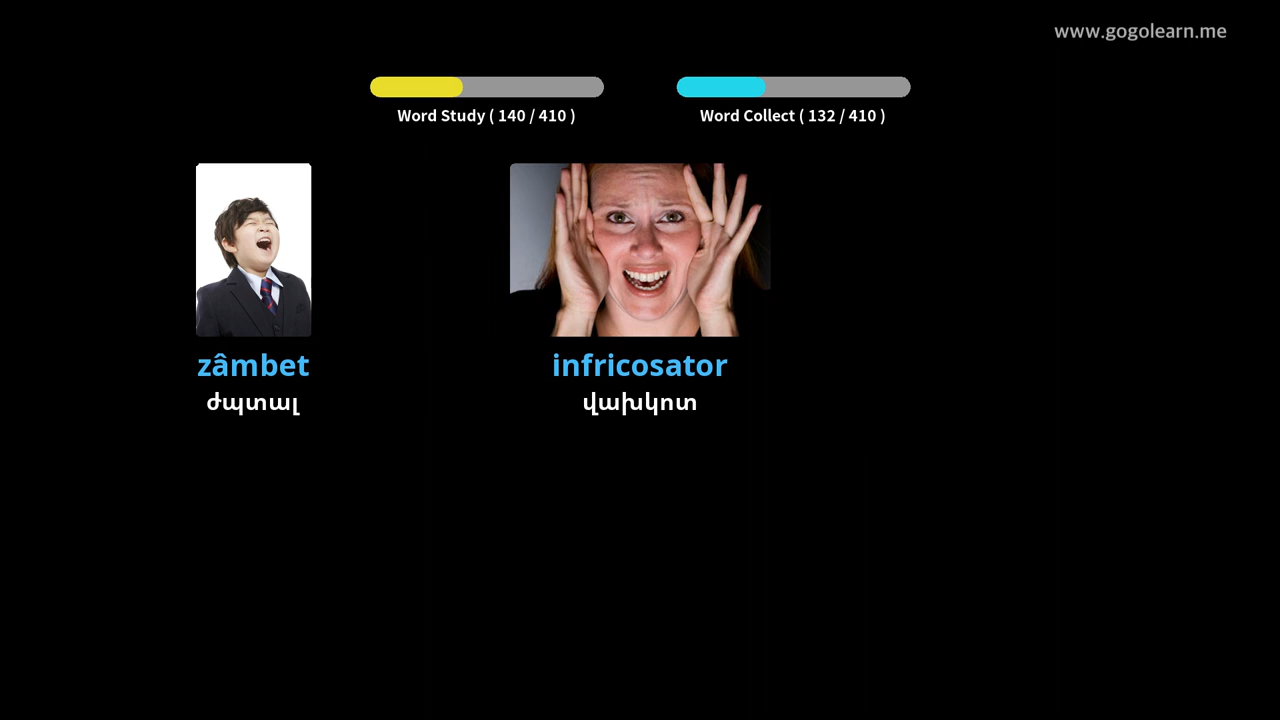 www.gogolearn.me
Word Study ( 140 / 410 )
Word Collect ( 132 / 410 )
zâmbet
ժպտալ
infricosator
վախկոտ